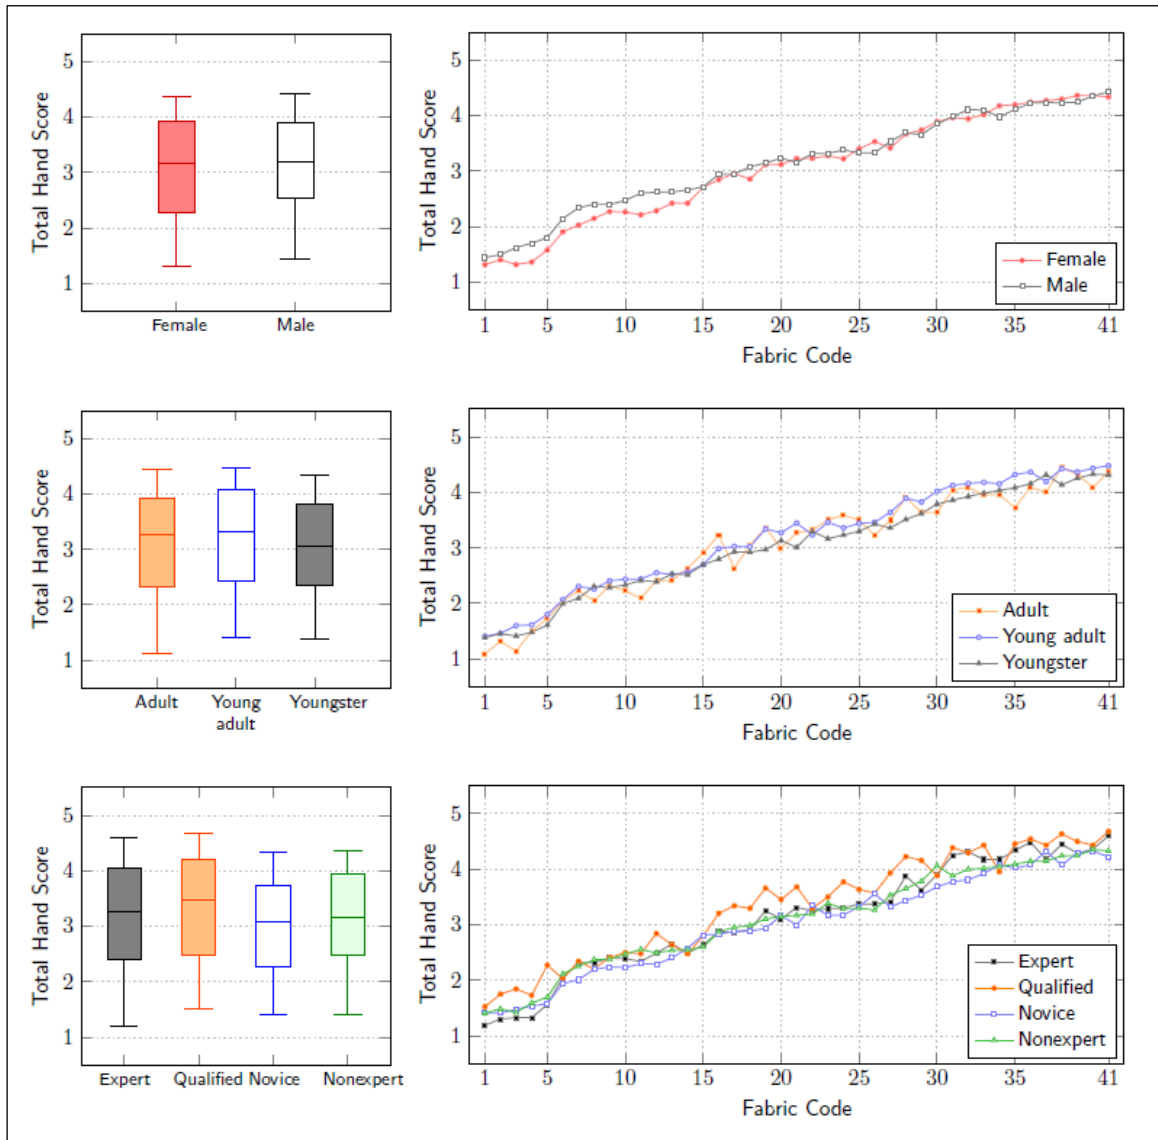 Total Hand Score
5
4
3
2
1
Female
Male
Total Hand Score
5
4
3
2
1
Female
Male
1
5
10
15
20
25
30
35
41
Fabric Code
Total Hand Score
5
4
3
2
1
Adult
Young
adult
Youngster
Total Hand Score
5
4
3
2
1
Adult
Young adult
Youngster
1
5
10
15
20
25
30
35
41
Fabric Code
Total Hand Score
5
4
3
2
1
Expert
Qualified
Novice
Nonexpert
Total Hand Score
5
4
3
2
1
Expert
Qualified
Novice
Nonexpert
1
5
10
15
20
25
30
35
41
Fabric Code